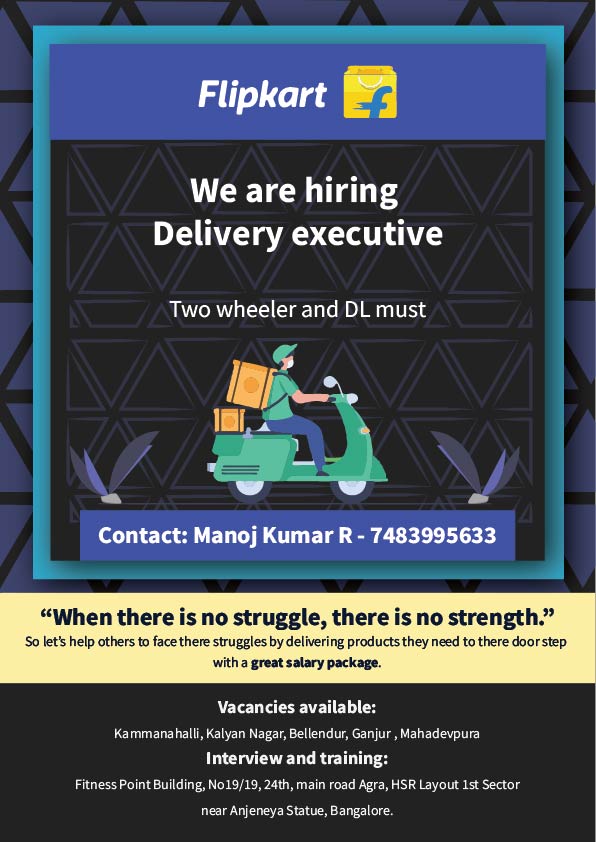 Flipkart
We are hiring
Delivery executive
Two wheeler and DL must
Contact: Manoj Kumar R - 7483995633
“When there is no struggle, there is no strength.”
So let’s help others to face there struggles by delivering products they need to there door step
with a great salary package.
Vacancies available:
Kammanahalli, Kalyan Nagar, Bellendur, Ganjur , Mahadevpura
Interview and training:
Fitness Point Building, No19/19, 24th, main road Agra, HSR Layout 1st Sector
near Anjeneya Statue, Bangalore.